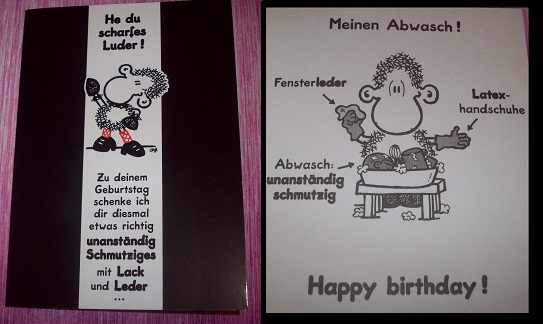 He du
scharfes
Luder!
Zu deinem
Geburtstag
schenke ich
dir diesmal
etwas richtig
unanständig
Schmutziges
mit Lack
und Leder
...
Meinen Abwasch!
Fensterleder
Latex-
handschuhe
Abwasch:
unanständig
schmutzig
Happy birthday!